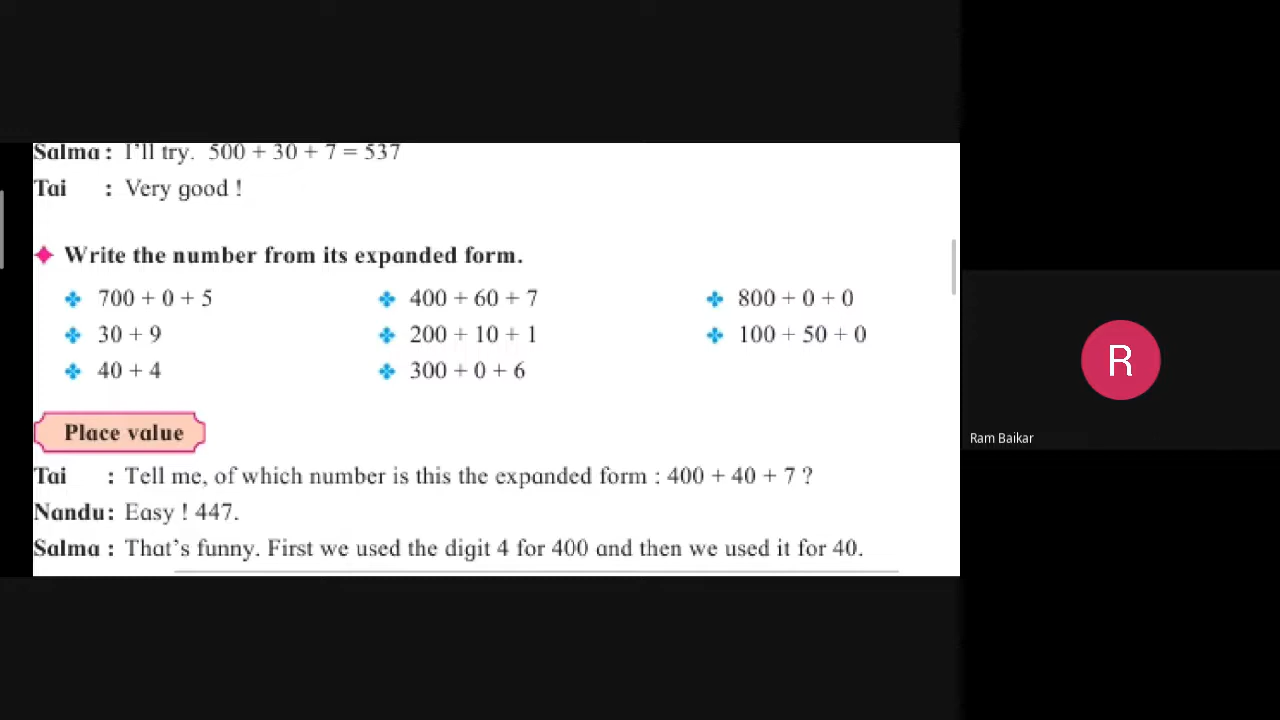 Salma : I'll try. 500 + 30 + 7 = 537
Tai : Very good !
Write the number from its expanded form.
700 + 0 + 5 400 + 60 + 7 800 + 0 + 0
30 + 9 200 + 10 + 1 100 + 50 + 0
40 + 4 300 + 0 + 6
Place value
Tai : Tell me, of which number is this the expanded form : 400 + 40 + 7 ?
Nandu : Easy ! 447.
Salma : That's funny. First we used the digit 4 for 400 and then we used it for 40.
R
Ram Baikar